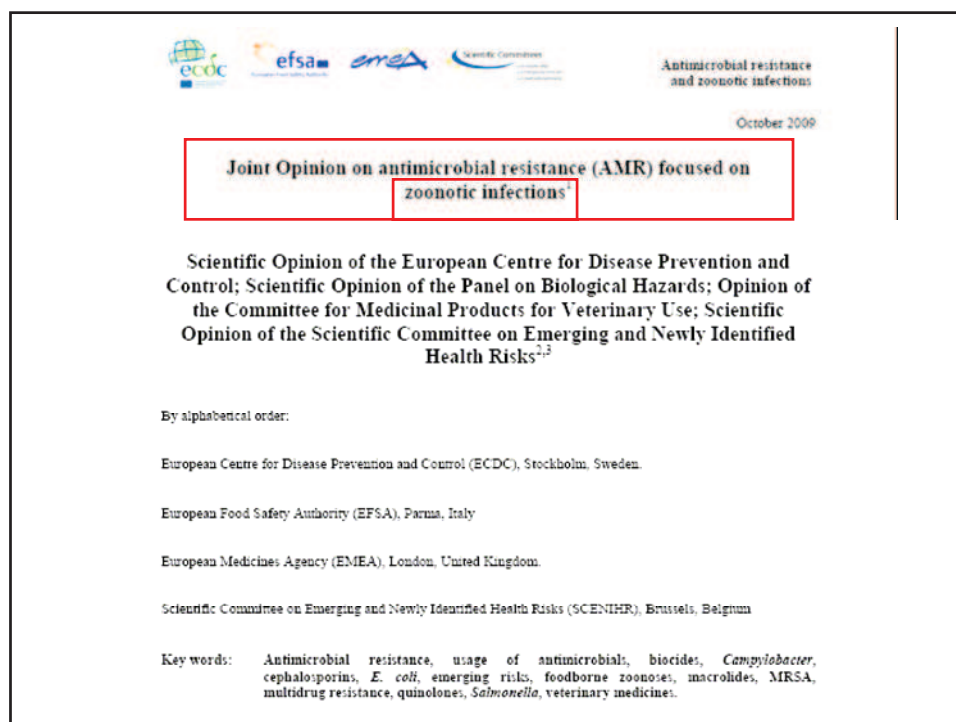 ecdc
efsa
emea
Scientific Committees
Antimicrobial resistance
and zoonotic infections
October 2009
Joint Opinion on antimicrobial resistance (AMR) focused on
zoonotic infections¹
Scientific Opinion of the European Centre for Disease Prevention and
Control; Scientific Opinion of the Panel on Biological Hazards; Opinion of
the Committee for Medicinal Products for Veterinary Use; Scientific
Opinion of the Scientific Committee on Emerging and Newly Identified
Health Risks²,³
By alphabetical order:
European Centre for Disease Prevention and Control (ECDC), Stockholm, Sweden.
European Food Safety Authority (EFSA), Parma, Italy
European Medicines Agency (EMEA), London, United Kingdom.
Scientific Committee on Emerging and Newly Identified Health Risks (SCENIHR), Brussels, Belgium
Key words: Antimicrobial resistance, usage of antimicrobials, biocides, Campylobacter,
cephalosporins, E. coli, emerging risks, foodborne zoonoses, macrolides, MRSA,
multidrug resistance, quinolones, Salmonella, veterinary medicines.